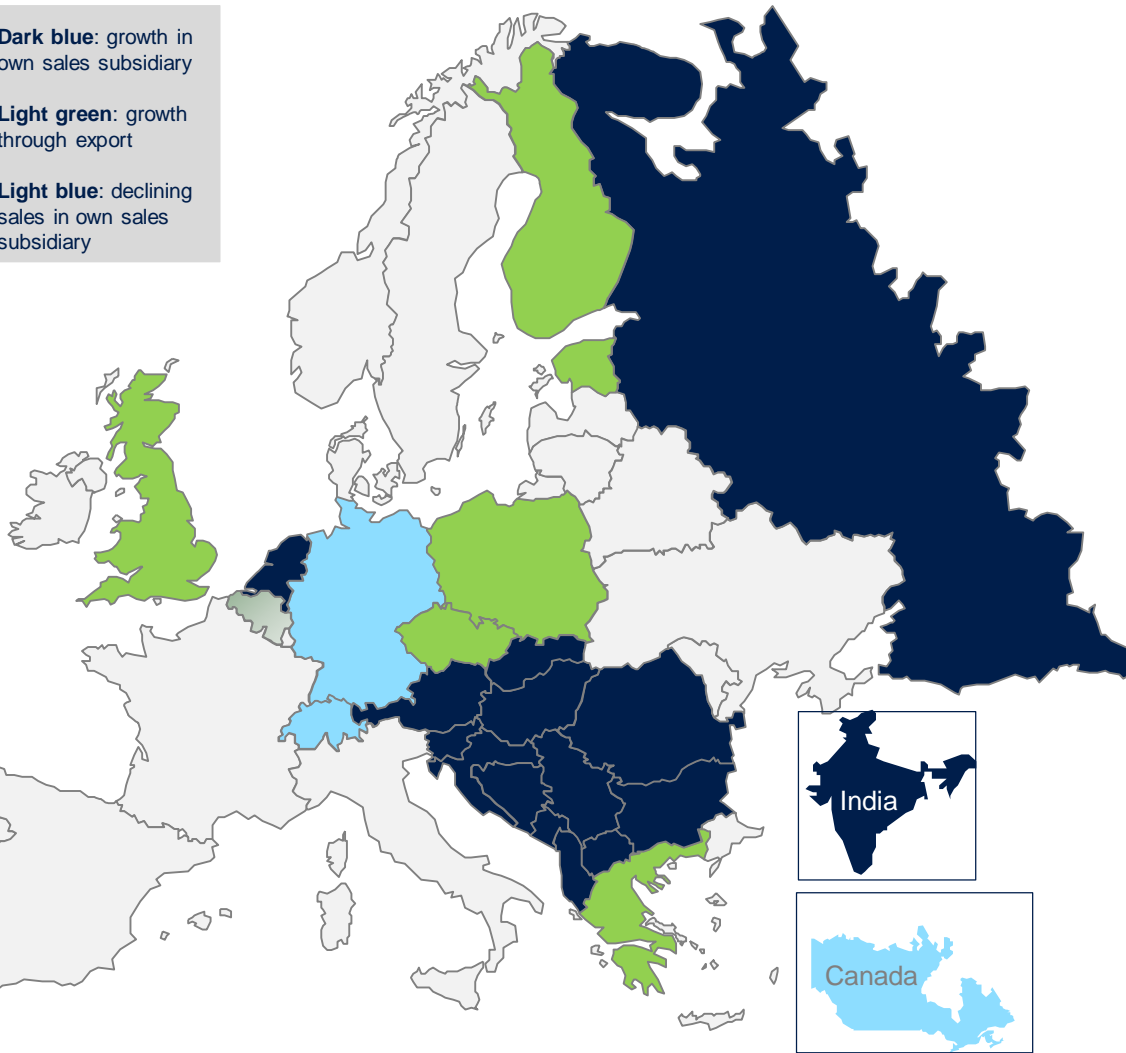 Dark blue: growth in
own sales subsidiary
Light green: growth
through export
Light blue: declining
sales in own sales
subsidiary
India
Canada